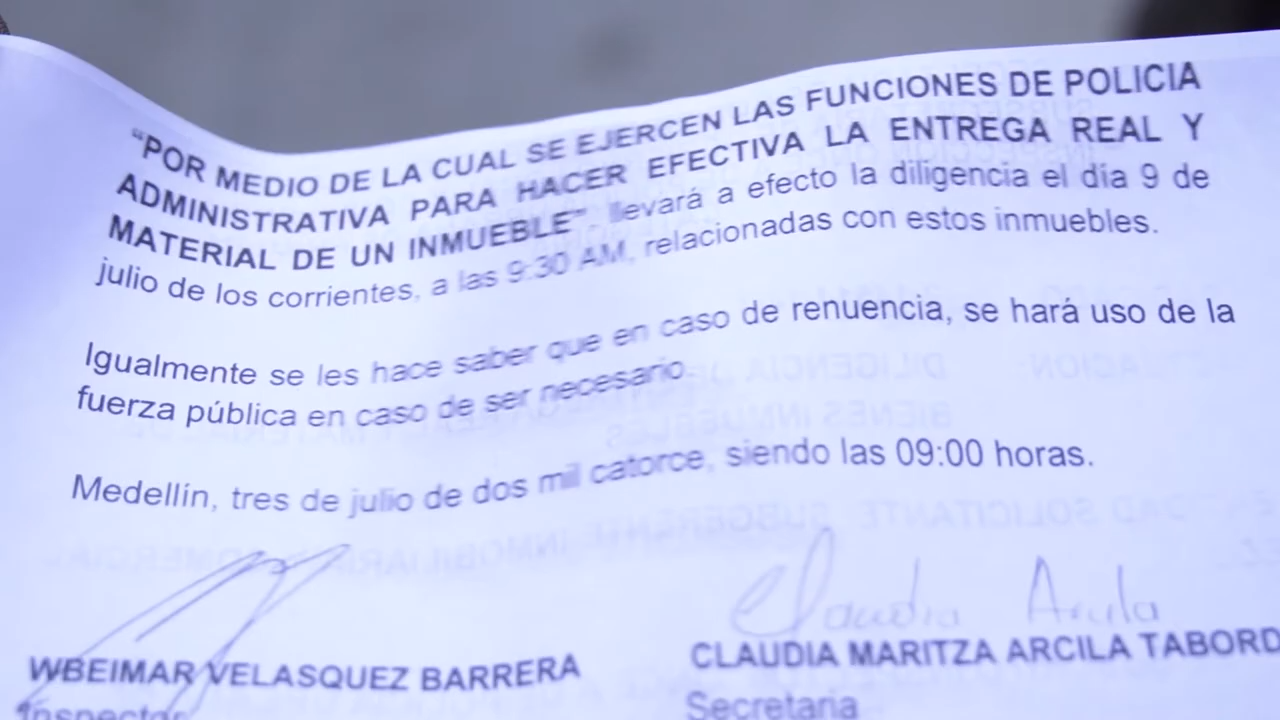 “POR MEDIO DE LA CUAL SE EJERCEN LAS FUNCIONES DE POLICIA
ADMINISTRATIVA PARA HACER EFECTIVA LA ENTREGA REAL Y
MATERIAL DE UN INMUEBLE” llevará a efecto la diligencia el dia 9 de
julio de los corrientes, a las 9:30 AM, relacionadas con estos inmuebles.
Igualmente se les hace saber que en caso de renuencia, se hará uso de la
fuerza pública en caso de ser necesario.
Medellín, tres de julio de dos mil catorce, siendo las 09:00 horas.
Claudia Arcila
WBEIMAR VELASQUEZ BARRERA
CLAUDIA MARITZA ARCILA TABORD
Inspector
Secretaria